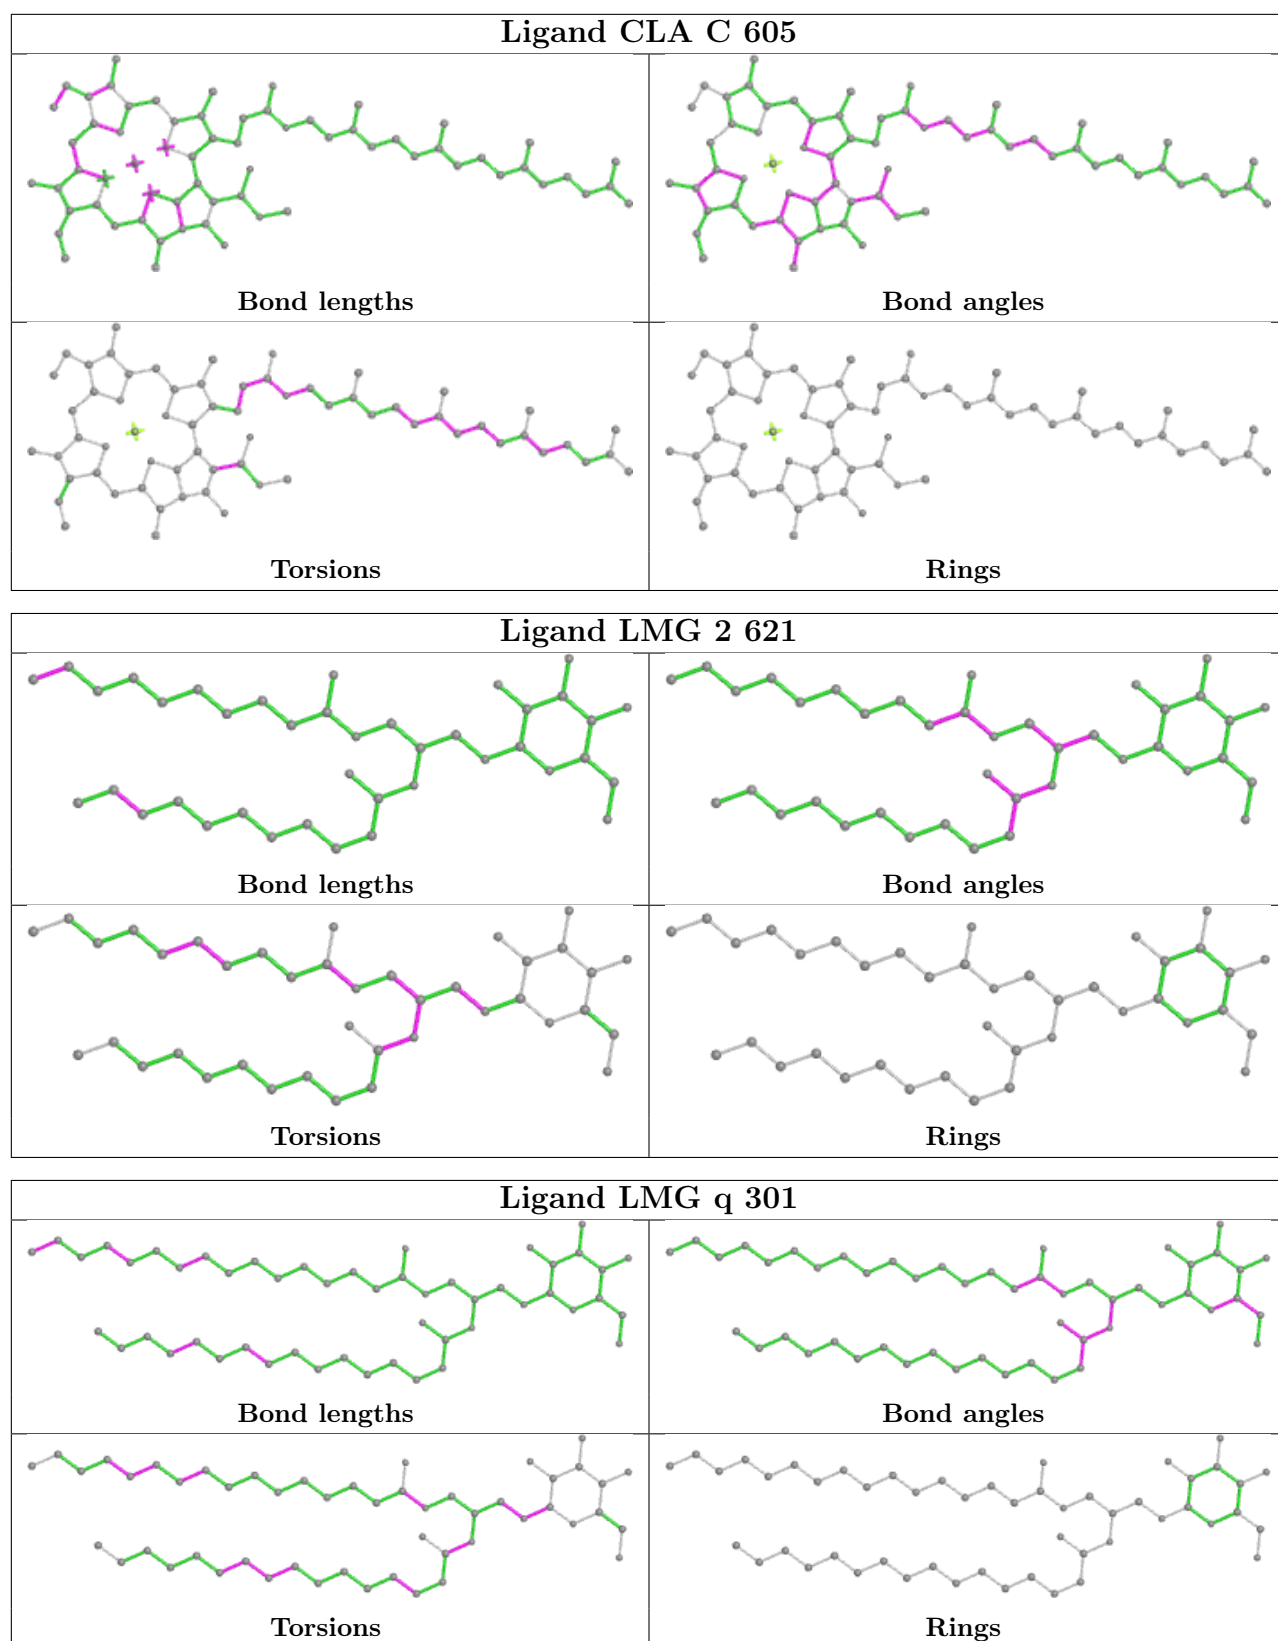 Ligand CLA C 605
Bond lengths
Bond angles
Torsions
Rings
Ligand LMG 2 621
Bond lengths
Bond angles
Torsions
Rings
Ligand LMG q 301
Bond lengths
Bond angles
Torsions
Rings